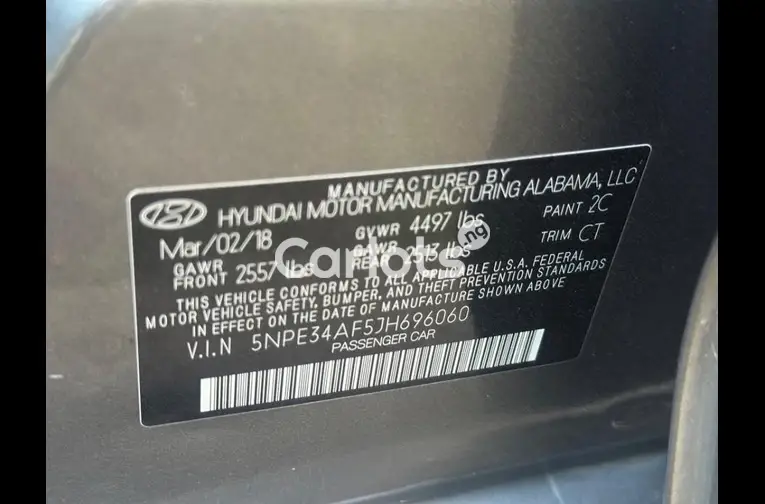 MANUFACTURED BY
HYUNDAI MOTOR MANUFACTURING ALABAMA, LLC
Mar/02/18 GVWR 4497 lbs PAINT 2C
GAWR FRONT 2557 lbs GAWR REAR 2513 lbs TRIM CT
Carlots.ng
THIS VEHICLE CONFORMS TO ALL APPLICABLE U.S.A. FEDERAL
MOTOR VEHICLE SAFETY, BUMPER, AND THEFT PREVENTION STANDARDS
IN EFFECT ON THE DATE OF MANUFACTURE SHOWN ABOVE
V.I.N 5NPE34AF5JH696060
PASSENGER CAR